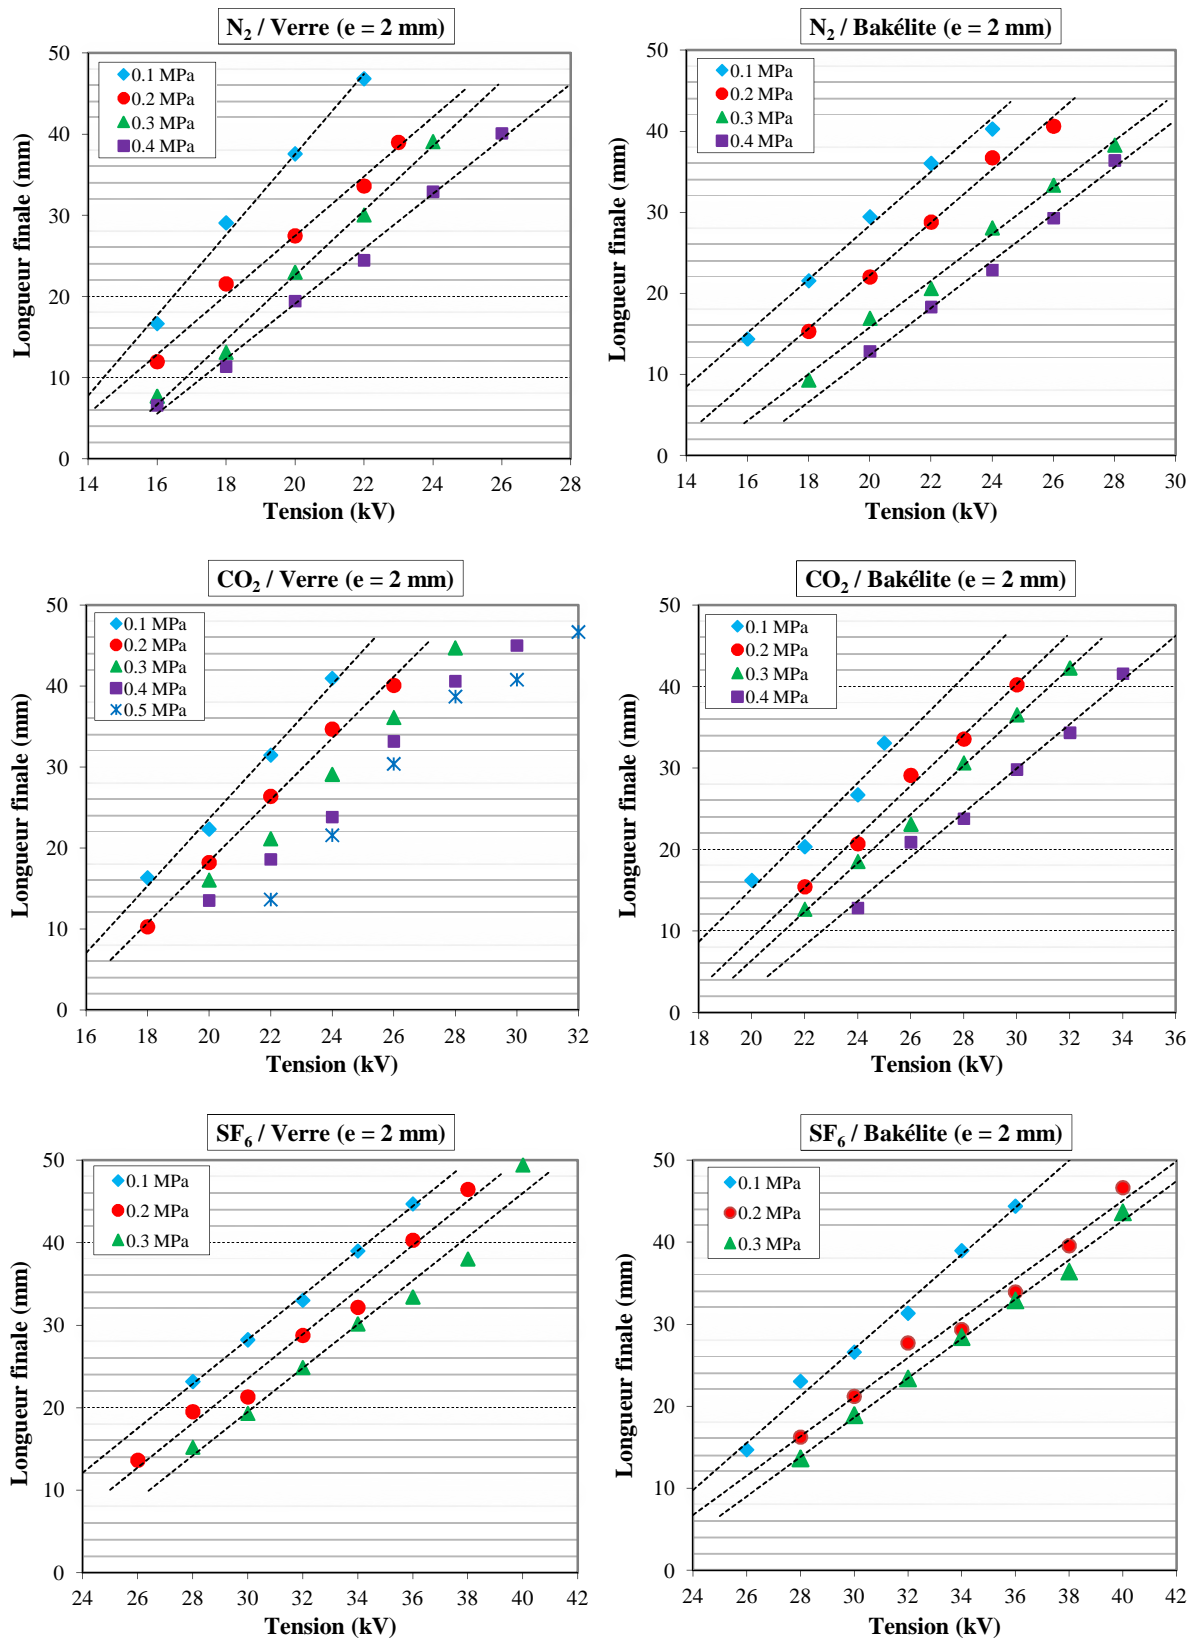 N₂ / Verre (e = 2 mm)
50
40
30
20
10
0
0.1 MPa
0.2 MPa
0.3 MPa
0.4 MPa
Longueur finale (mm)
14 16 18 20 22 24 26 28
Tension (kV)
N₂ / Bakélite (e = 2 mm)
50
40
30
20
10
0
0.1 MPa
0.2 MPa
0.3 MPa
0.4 MPa
Longueur finale (mm)
14 16 18 20 22 24 26 28 30
Tension (kV)
CO₂ / Verre (e = 2 mm)
50
40
30
20
10
0
0.1 MPa
0.2 MPa
0.3 MPa
0.4 MPa
0.5 MPa
Longueur finale (mm)
16 18 20 22 24 26 28 30 32
Tension (kV)
CO₂ / Bakélite (e = 2 mm)
50
40
30
20
10
0
0.1 MPa
0.2 MPa
0.3 MPa
0.4 MPa
Longueur finale (mm)
18 20 22 24 26 28 30 32 34 36
Tension (kV)
SF₆ / Verre (e = 2 mm)
50
40
30
20
10
0
0.1 MPa
0.2 MPa
0.3 MPa
Longueur finale (mm)
24 26 28 30 32 34 36 38 40 42
Tension (kV)
SF₆ / Bakélite (e = 2 mm)
50
40
30
20
10
0
0.1 MPa
0.2 MPa
0.3 MPa
Longueur finale (mm)
24 26 28 30 32 34 36 38 40 42
Tension (kV)